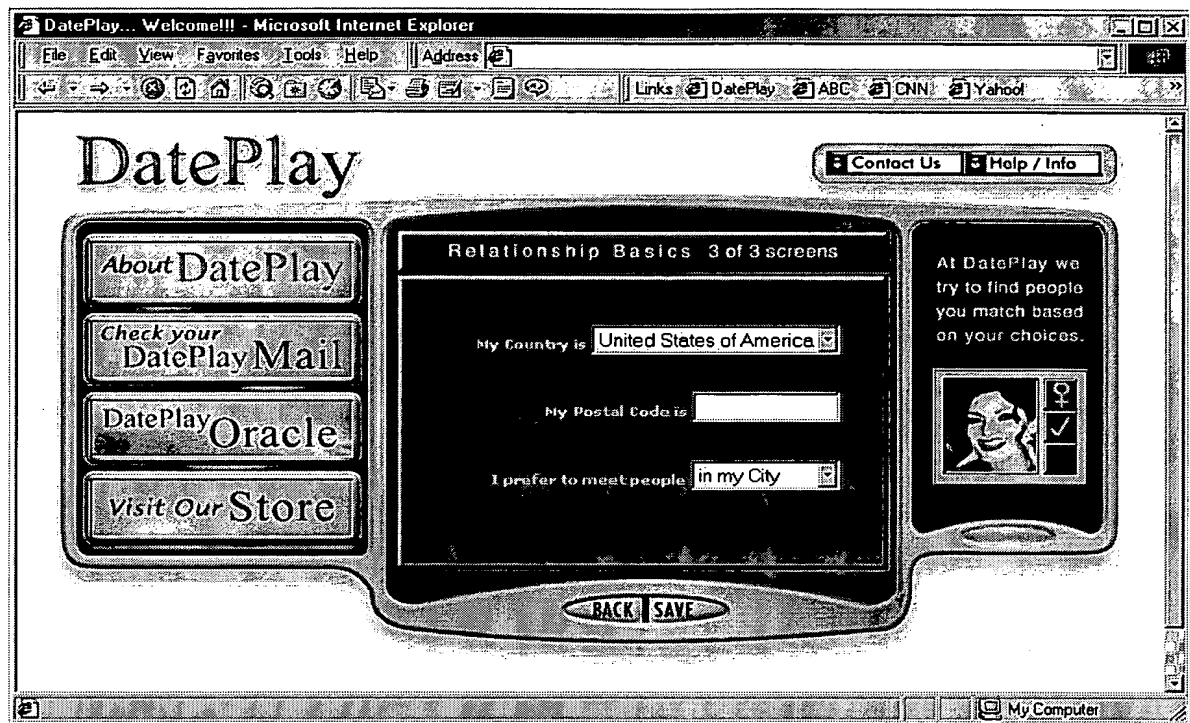 DatePlay... Welcome!!! - Microsoft Internet Explorer
File Edit View Favorites Tools Help Address
Links DatePlay ABC CNN Yahoo!
DatePlay
Contact Us Help / Info
About DatePlay
Check your
DatePlay Mail
DatePlay Oracle
Visit Our Store
Relationship Basics 3 of 3 screens
My Country is United States of America
My Postal Code is
I prefer to meet people in my City
BACK SAVE
At DatePlay we
try to find people
you match based
on your choices.
My Computer